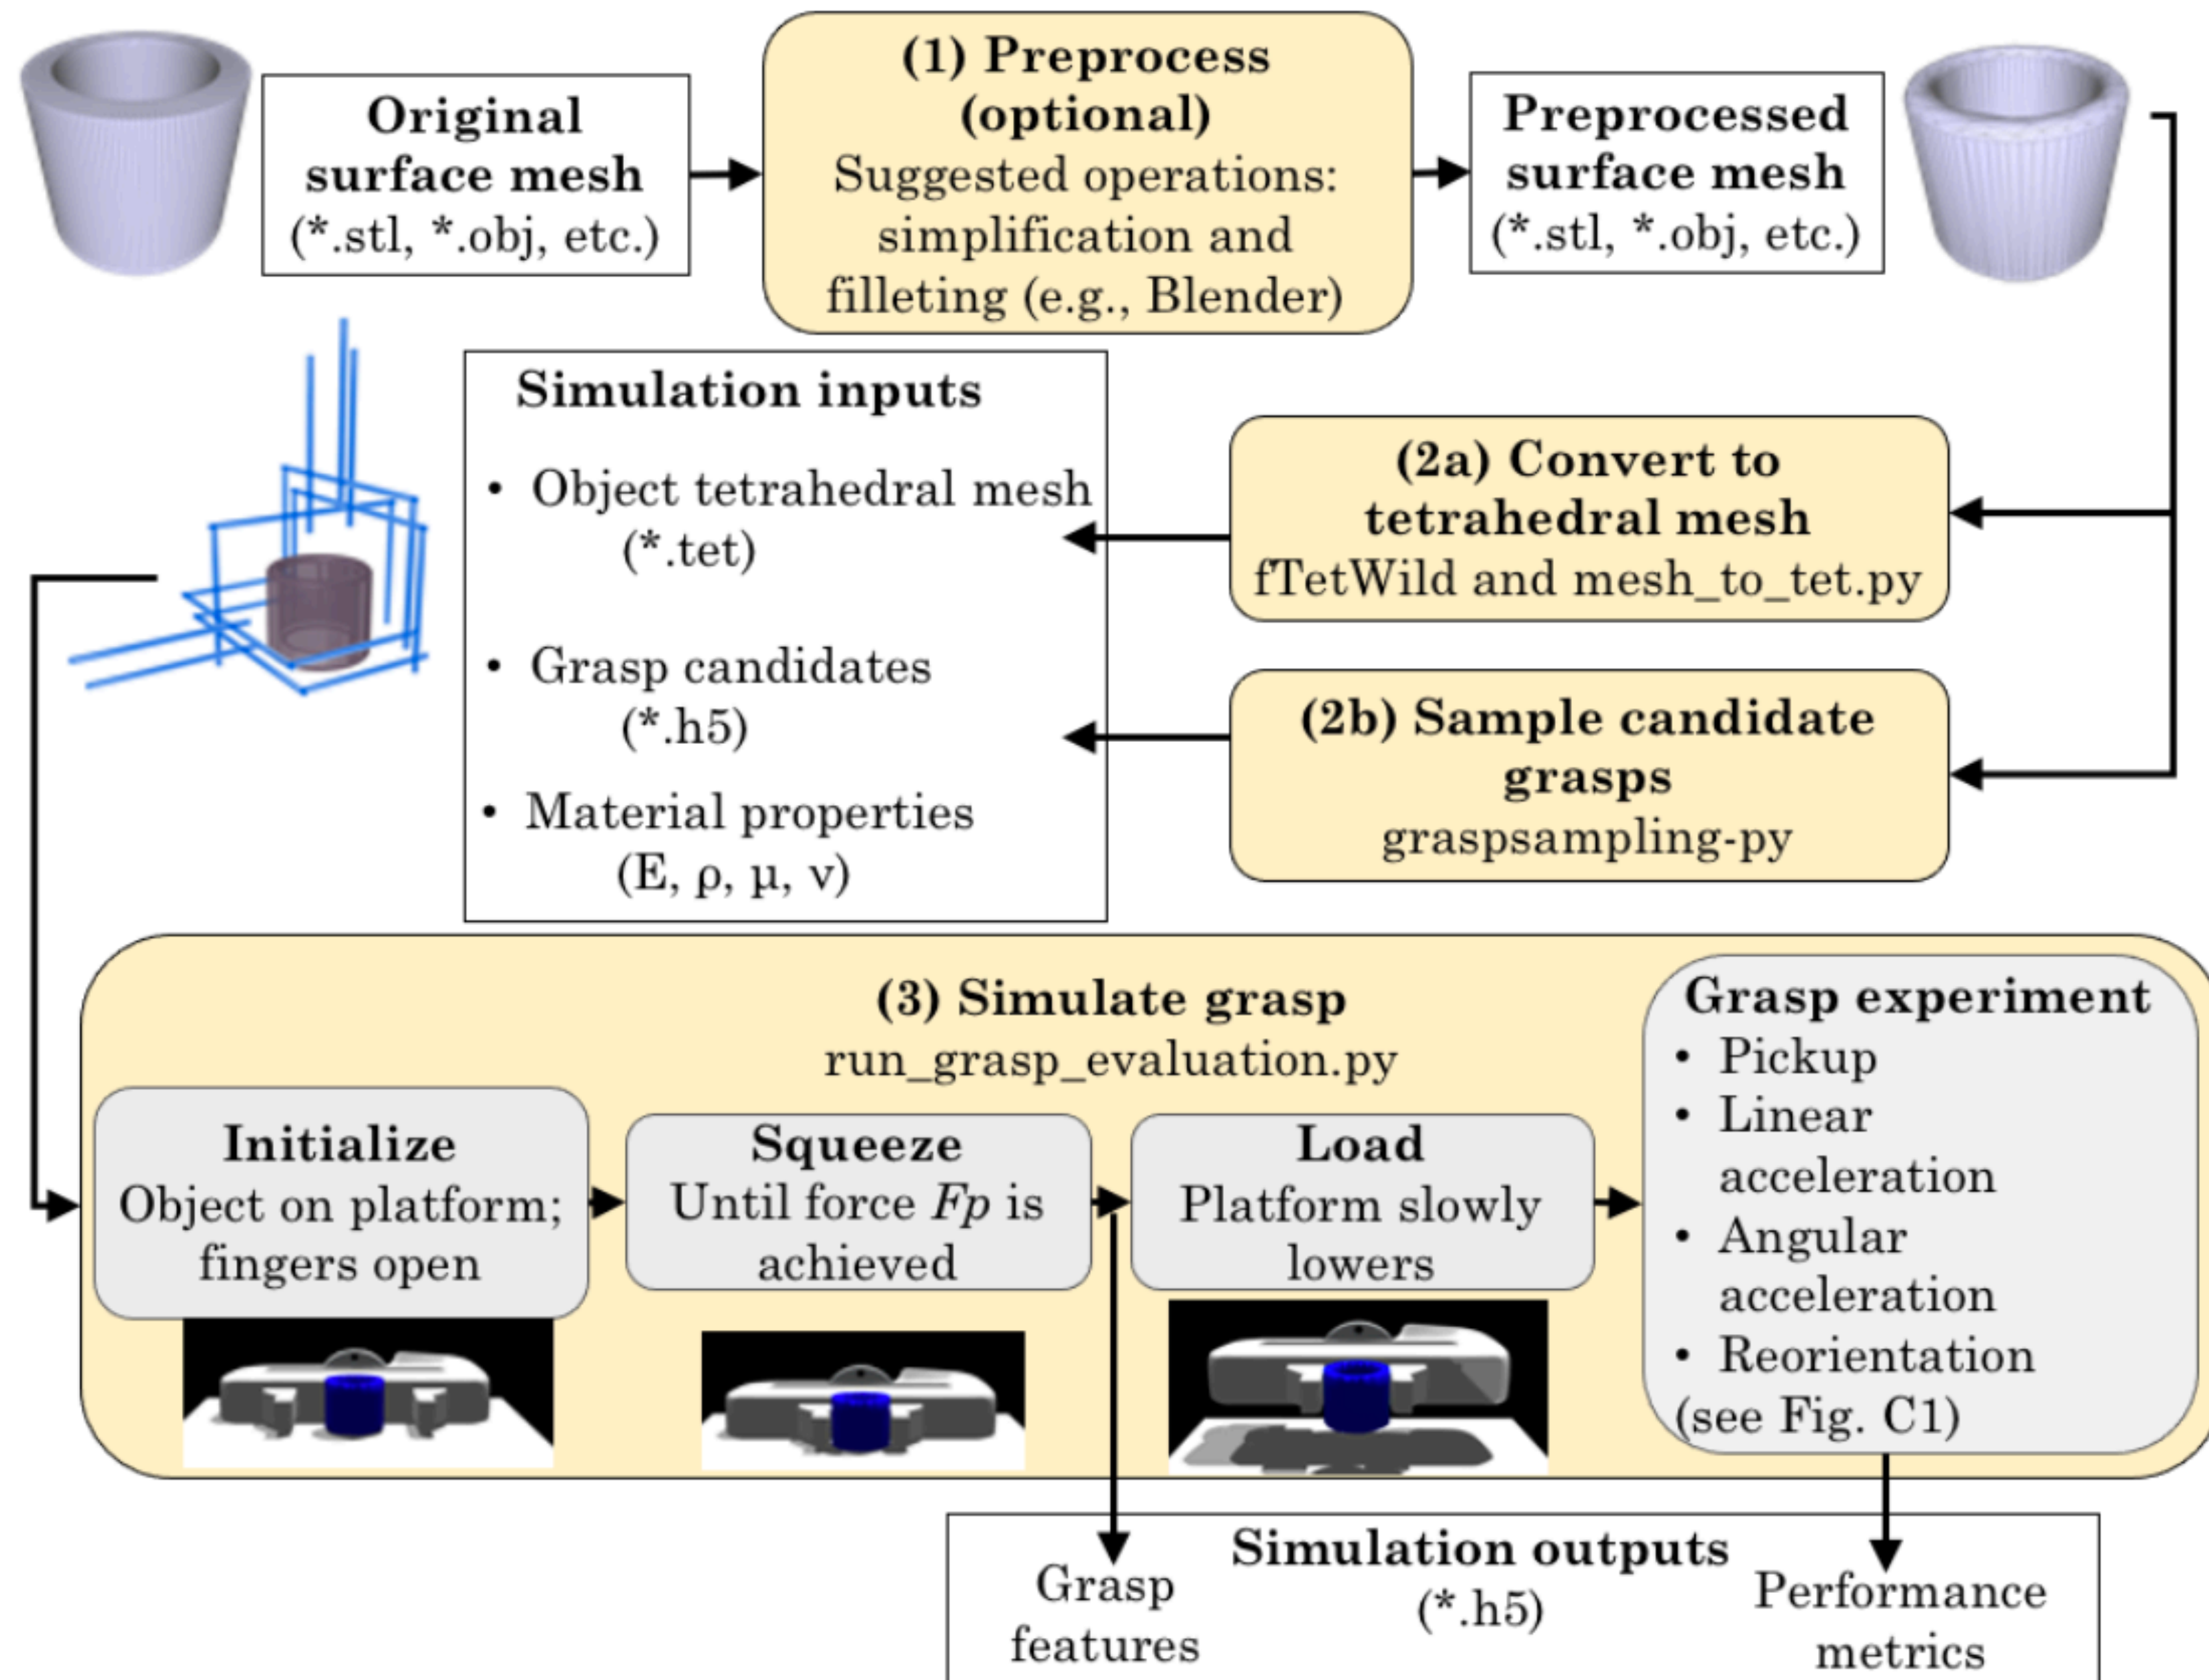 Original
surface mesh
(*.stl, *.obj, etc.)
(1) Preprocess
(optional)
Suggested operations:
simplification and
filleting (e.g., Blender)
Preprocessed
surface mesh
(*.stl, *.obj, etc.)
Simulation inputs
• Object tetrahedral mesh
(*.tet)
• Grasp candidates
(*.h5)
• Material properties
(E, ρ, μ, ν)
(2a) Convert to
tetrahedral mesh
fTetWild and mesh_to_tet.py
(2b) Sample candidate
grasps
graspsampling-py
(3) Simulate grasp
run_grasp_evaluation.py
Initialize
Object on platform;
fingers open
Squeeze
Until force Fp is
achieved
Load
Platform slowly
lowers
Grasp experiment
• Pickup
• Linear
acceleration
• Angular
acceleration
• Reorientation
(see Fig. C1)
Simulation outputs
(*.h5)
Grasp
features
Performance
metrics